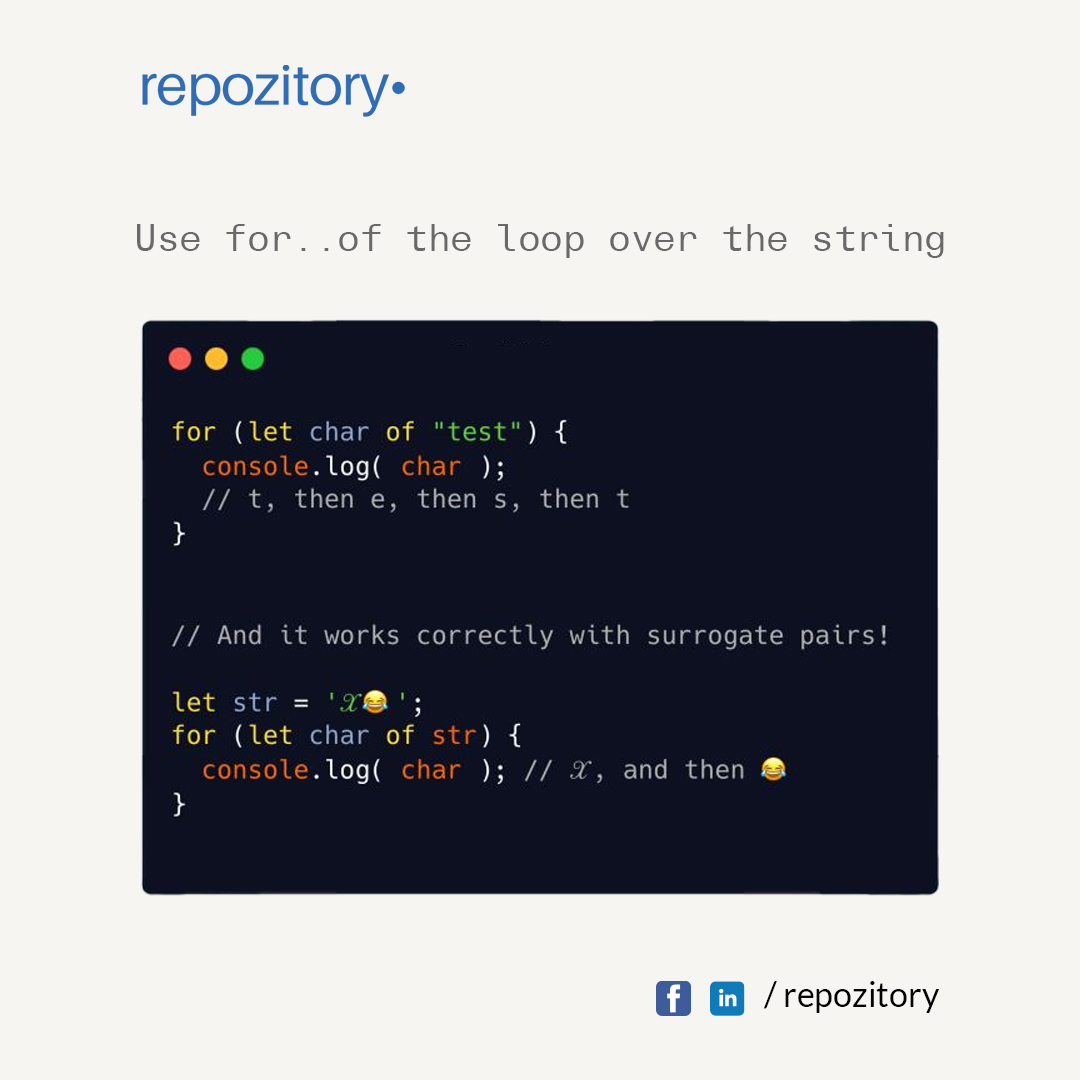 repozitory•
Use for..of the loop over the string
for (let char of "test") {
  console.log( char );
  // t, then e, then s, then t
}
// And it works correctly with surrogate pairs!
let str = '𝒳😂';
for (let char of str) {
  console.log( char ); // 𝒳, and then 😂
}
f in / repozitory